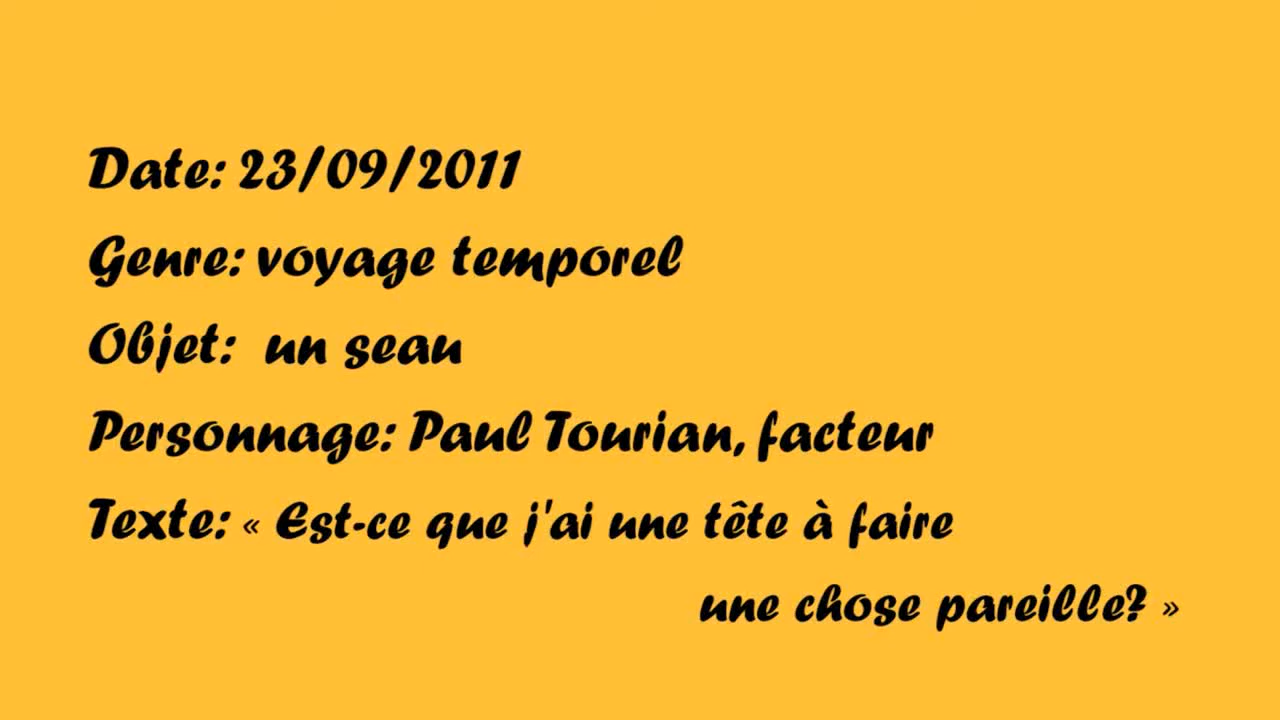 Date: 23/09/2011
Genre: voyage temporel
Objet: un seau
Personnage: Paul Tourian, facteur
Texte: « Est-ce que j'ai une tête à faire
une chose pareille? »